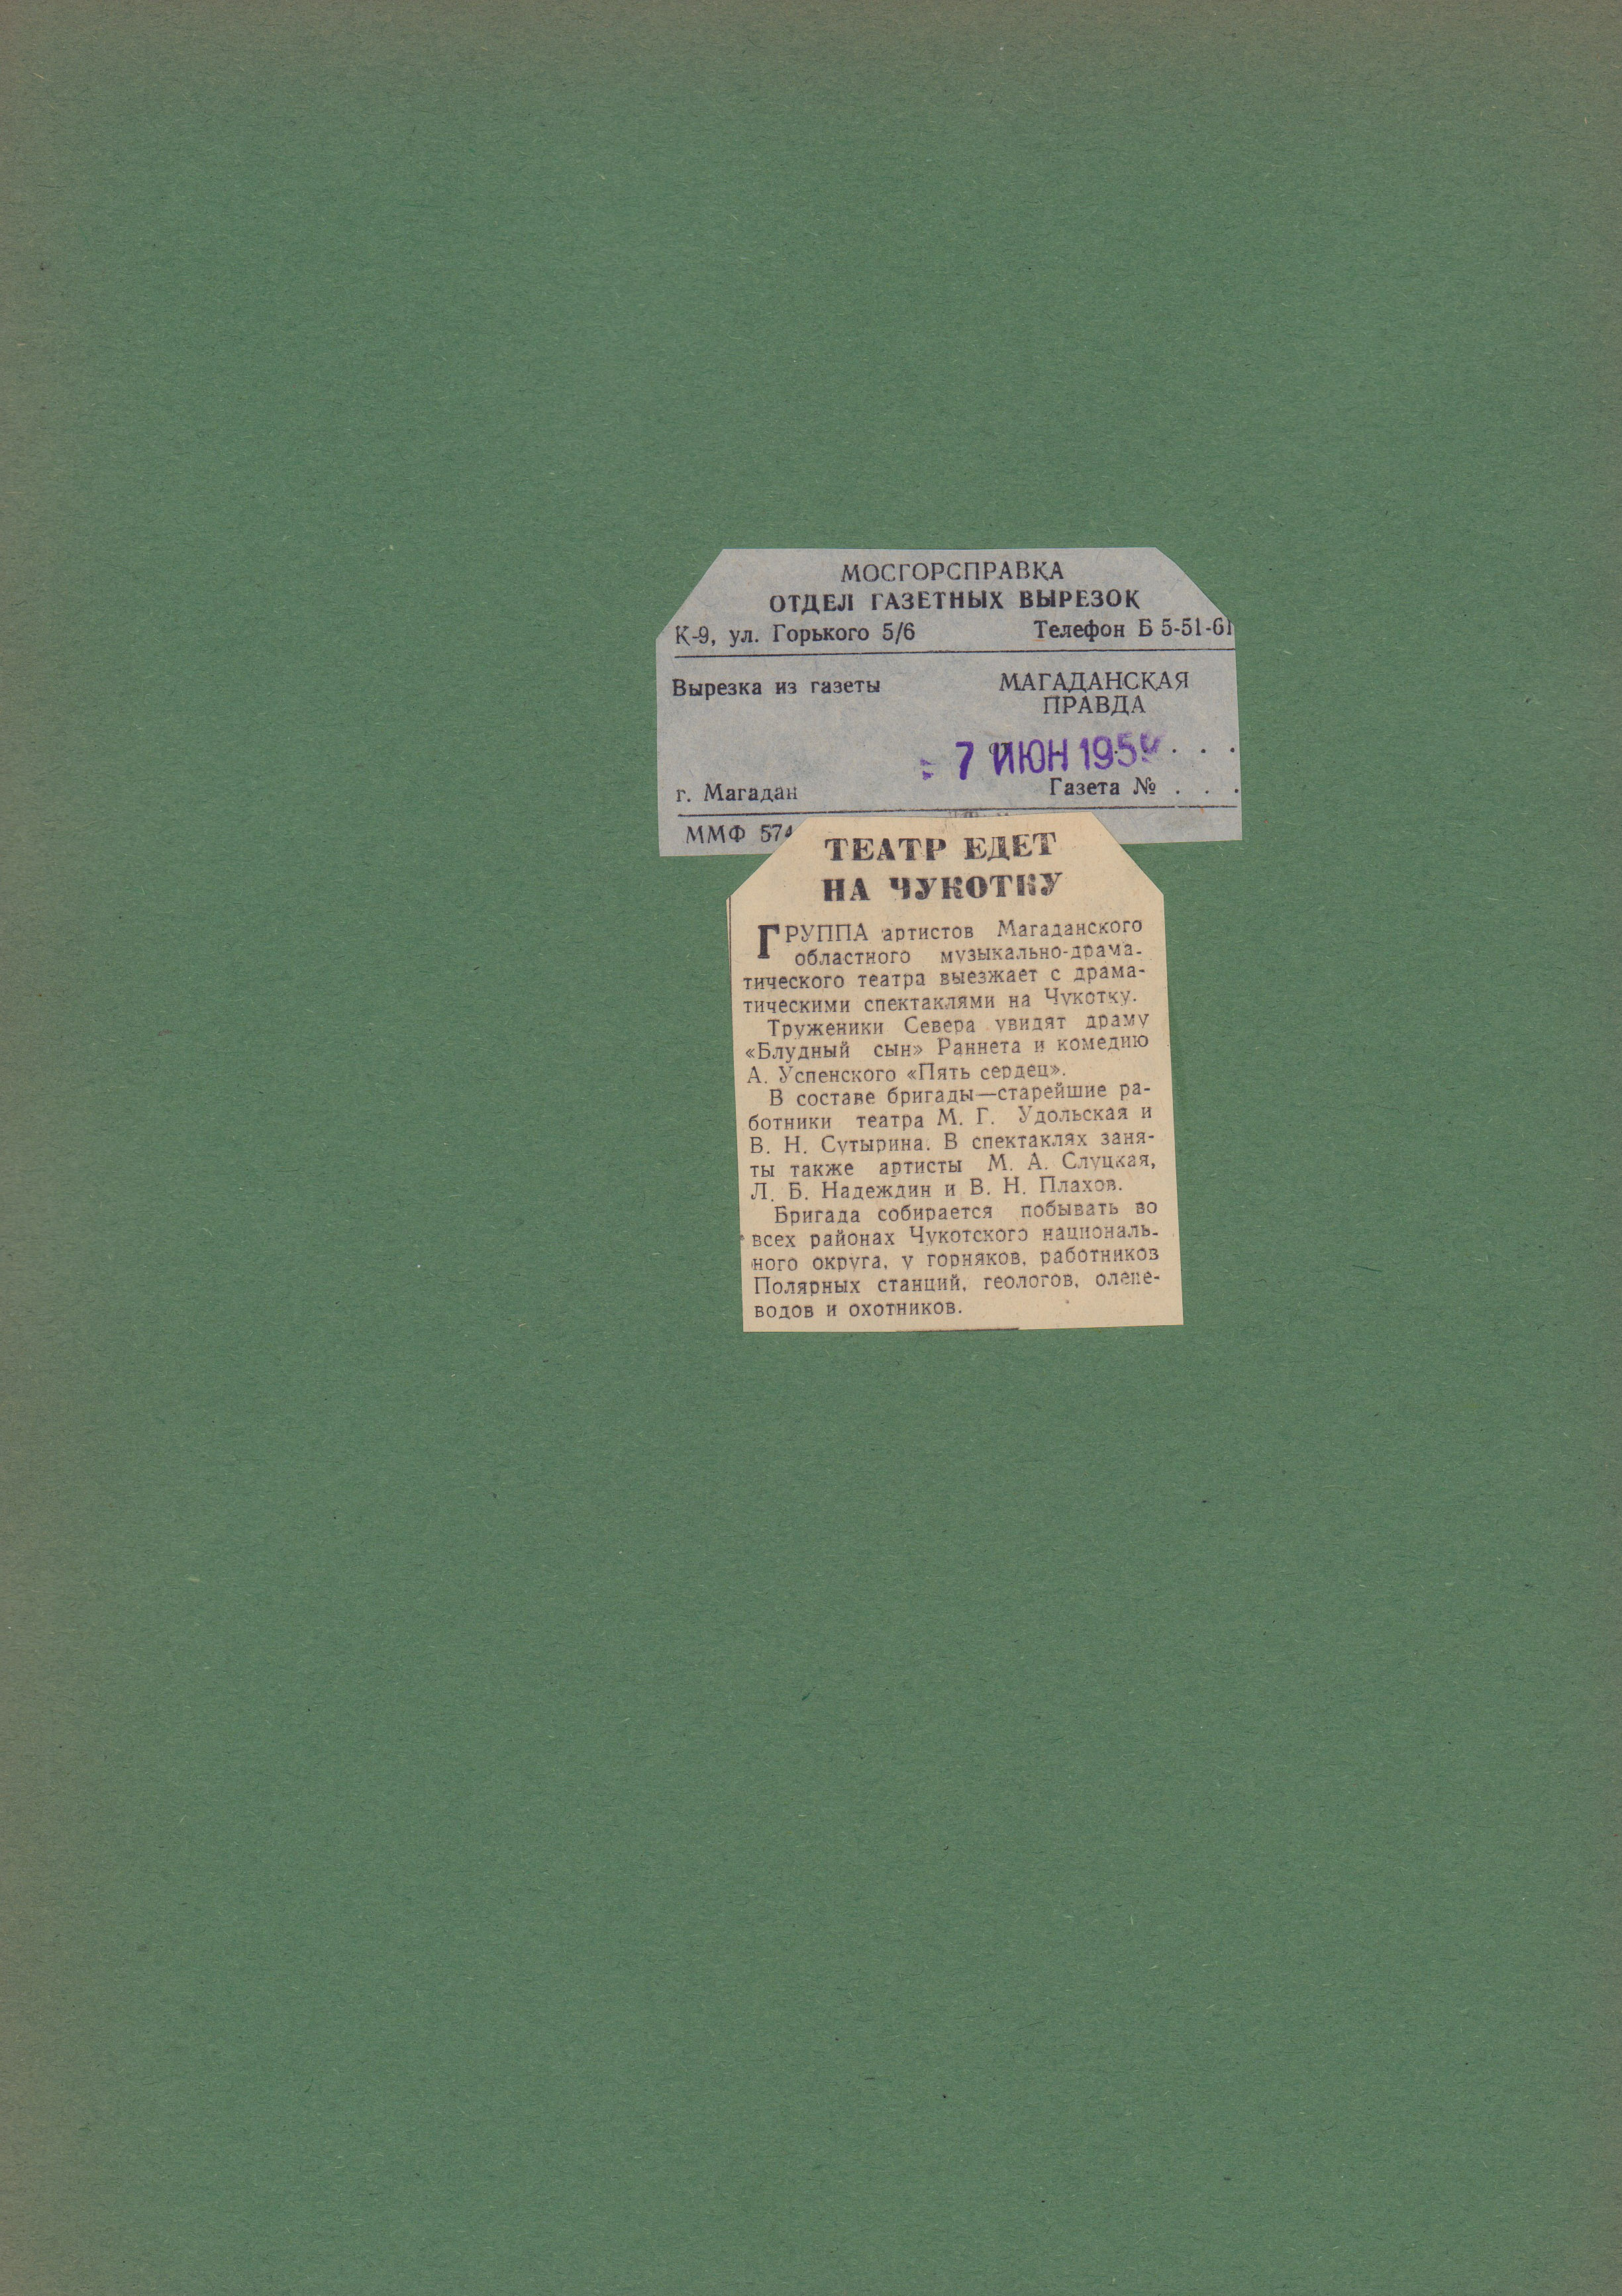 МОСГОРСПРАВКА
ОТДЕЛ ГАЗЕТНЫХ ВЫРЕЗОК
К-9, ул. Горького 5/6 Телефон Б 5-51-61
Вырезка из газеты МАГАДАНСКАЯ
ПРАВДА
7 ИЮН 1959 . . .
г. Магадан Газета № . . .
ММФ 574
ТЕАТР ЕДЕТ
НА ЧУКОТКУ
ГРУППА артистов Магаданского
областного музыкально-драма-
тического театра выезжает с драма-
тическими спектаклями на Чукотку.
Труженики Севера увидят драму
«Блудный сын» Раннета и комедию
А. Успенского «Пять сердец».
В составе бригады—старейшие ра-
ботники театра М. Г. Удольская и
В. Н. Сутырина. В спектаклях заня-
ты также артисты М. А. Слуцкая,
Л. Б. Надеждин и В. Н. Плахов.
Бригада собирается побывать во
всех районах Чукотского националь-
ного округа, у горняков, работников
Полярных станций, геологов, олене-
водов и охотников.